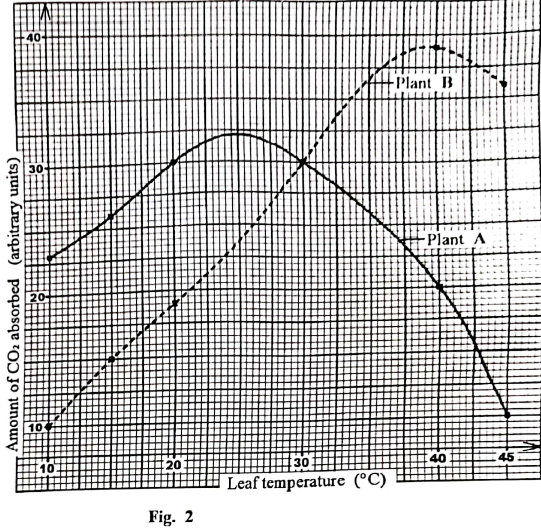 40
Plant B
30
Plant A
20
10
Amount of CO₂ absorbed (arbitrary units)
10 20 30 40 45
Leaf temperature (°C)
Fig. 2